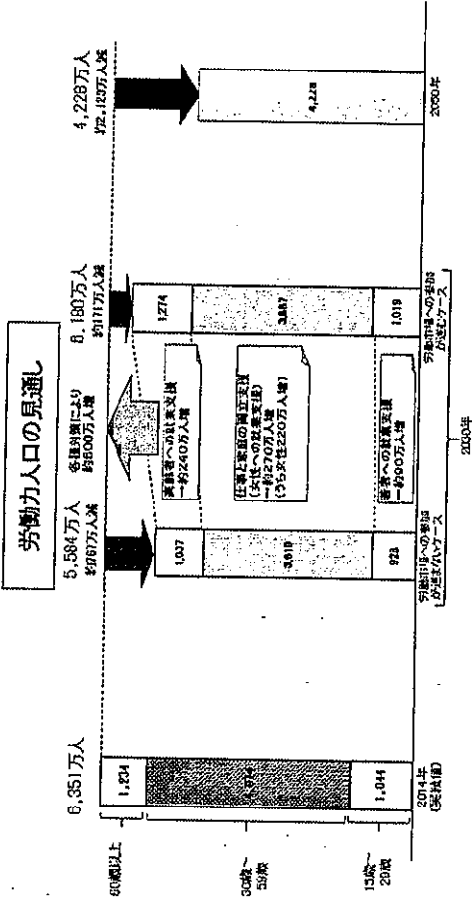 労働力人口の見通し
6,351万人
5,584万人
約767万人減
各種対策により
約600万人増
6,180万人
約171万人減
4,228万人
約2,123万人減
60歳以上
30歳～
59歳
15歳～
29歳
1,234
1,044
1,037
3,610
923
高齢者への就業支援
－約240万人増
仕事と家庭の両立支援
(女性への就業支援)
－約270万人増
(うち女性220万人増)
若者への就業支援
－約90万人増
1,274
1,019
4,228
2014年
(実績値)
労働市場への参加
が進まないケース
労働市場への参加
が進むケース
2030年